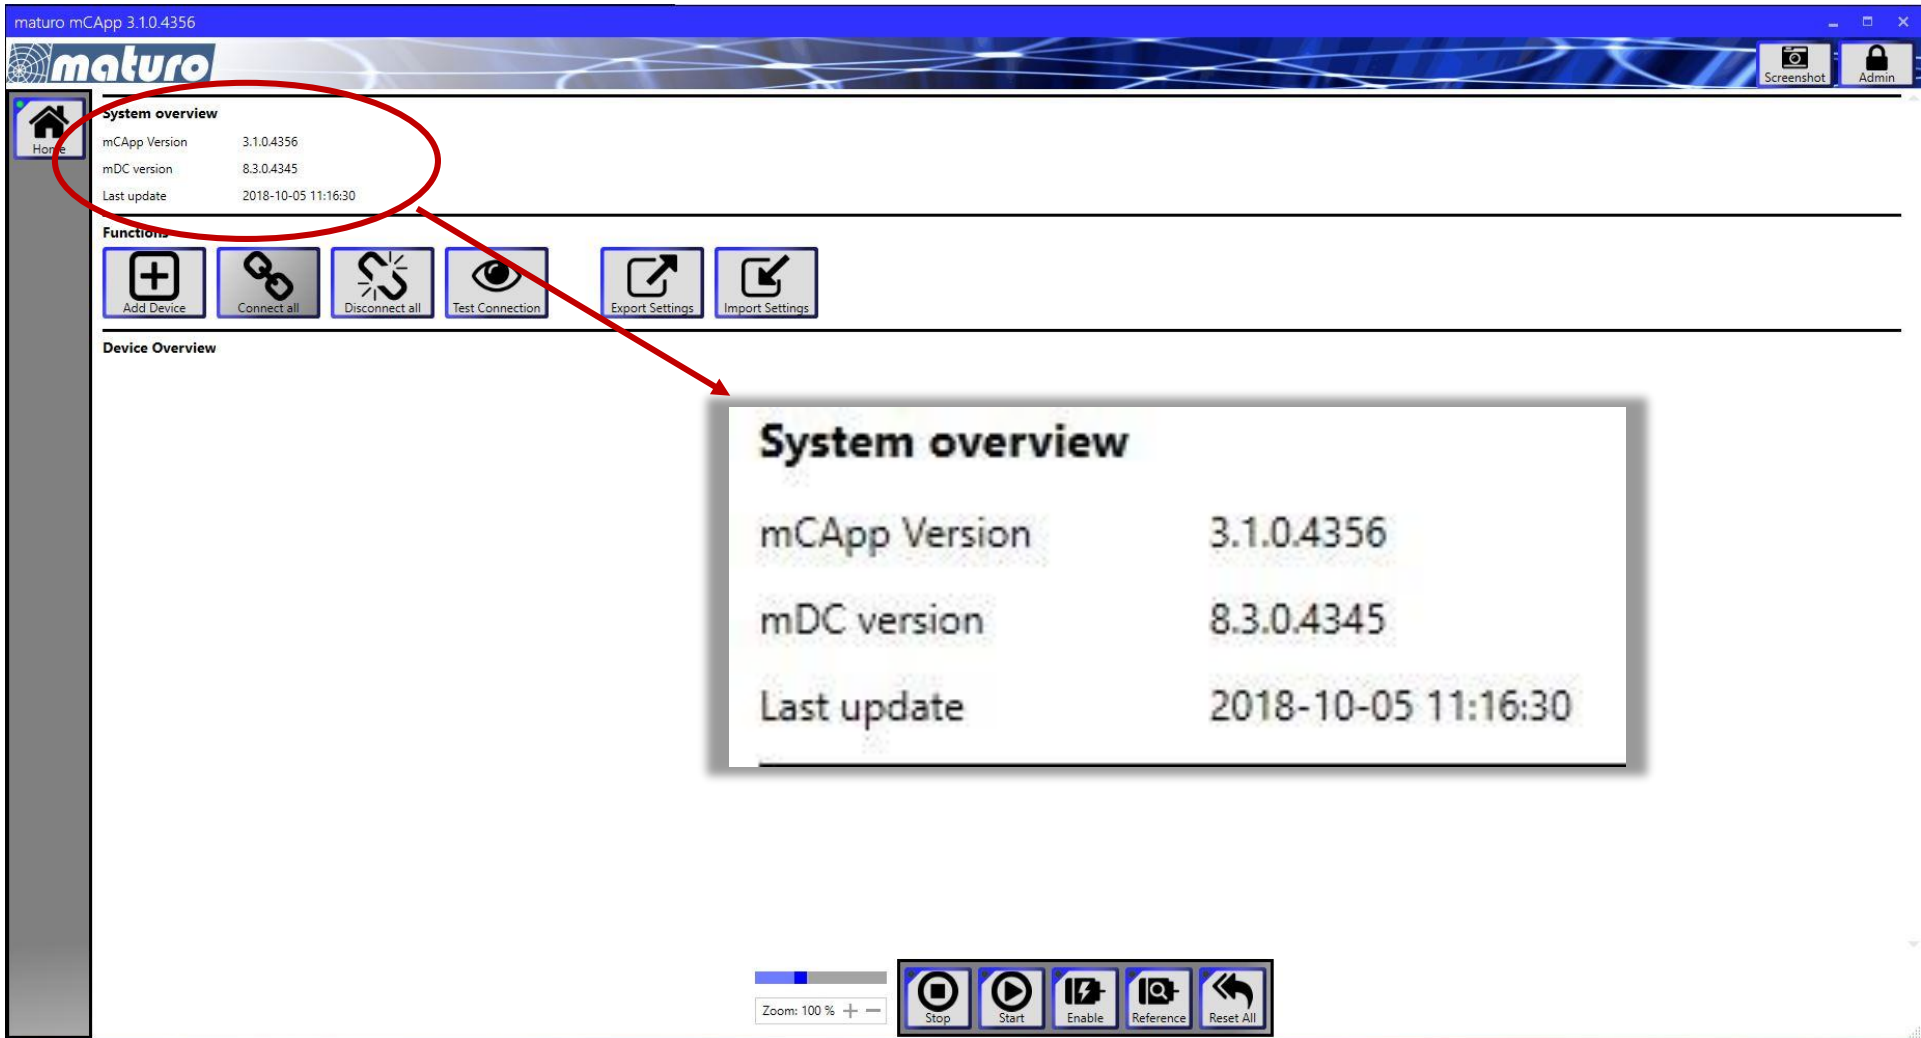 maturo mCApp 3.1.0.4356
maturo
Screenshot
Admin
Home
System overview
mCApp Version 3.1.0.4356
mDC version 8.3.0.4345
Last update 2018-10-05 11:16:30
Functions
Add Device
Connect all
Disconnect all
Test Connection
Export Settings
Import Settings
Device Overview
System overview
mCApp Version 3.1.0.4356
mDC version 8.3.0.4345
Last update 2018-10-05 11:16:30
Zoom: 100 %
Stop
Start
Enable
Reference
Reset All